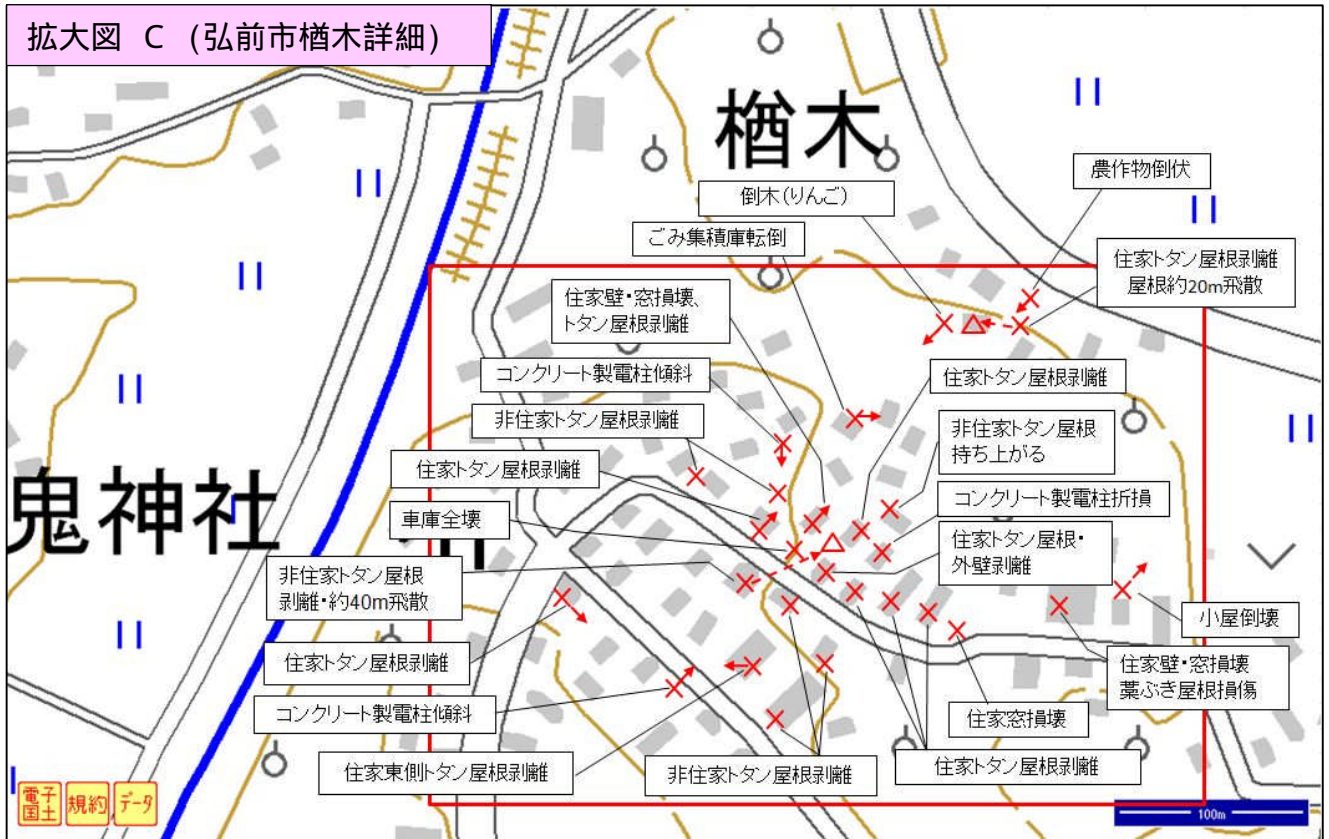 拡大図 C (弘前市楢木詳細)
楢木
農作物倒伏
倒木(りんご)
ごみ集積庫転倒
住家トタン屋根剥離
屋根約20m飛散
住家壁・窓損壊、
トタン屋根剥離
コンクリート製電柱傾斜
住家トタン屋根剥離
非住家トタン屋根剥離
非住家トタン屋根
持ち上がる
住家トタン屋根剥離
コンクリート製電柱折損
鬼神社
車庫全壊
住家トタン屋根・
外壁剥離
非住家トタン屋根
剥離・約40m飛散
小屋倒壊
住家トタン屋根剥離
住家壁・窓損壊
藁ぶき屋根損傷
コンクリート製電柱傾斜
住家窓損壊
住家東側トタン屋根剥離
非住家トタン屋根剥離
住家トタン屋根剥離
電子
国土
規約
データ
100m